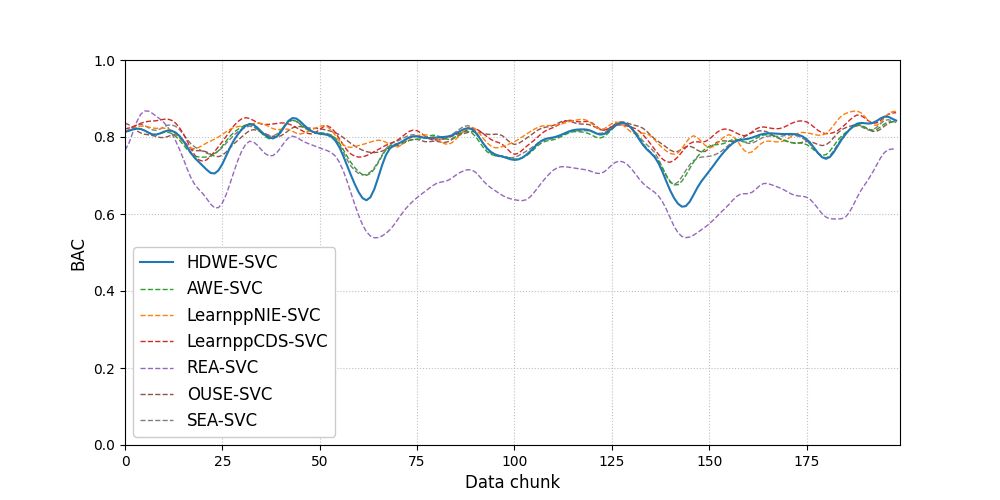 1.0
0.8
0.6
0.4
0.2
0.0
BAC
HDWE-SVC
AWE-SVC
LearnppNIE-SVC
LearnppCDS-SVC
REA-SVC
OUSE-SVC
SEA-SVC
0 25 50 75 100 125 150 175
Data chunk